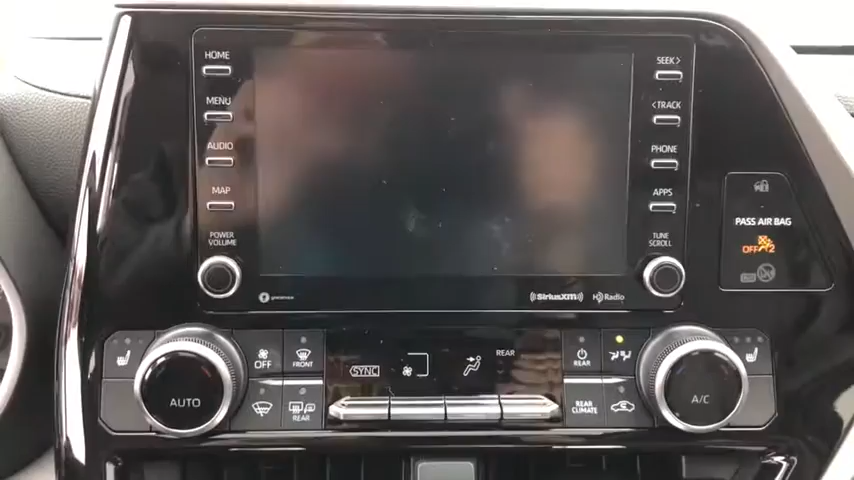 HOME
MENU
AUDIO
MAP
POWER
VOLUME
SEEK>
<TRACK
PHONE
APPS
TUNE
SCROLL
SiriusXM
HD Radio
PASS AIR BAG
OFF
2
AUTO
OFF
FRONT
REAR
SYNC
REAR
REAR
REAR
CLIMATE
A/C